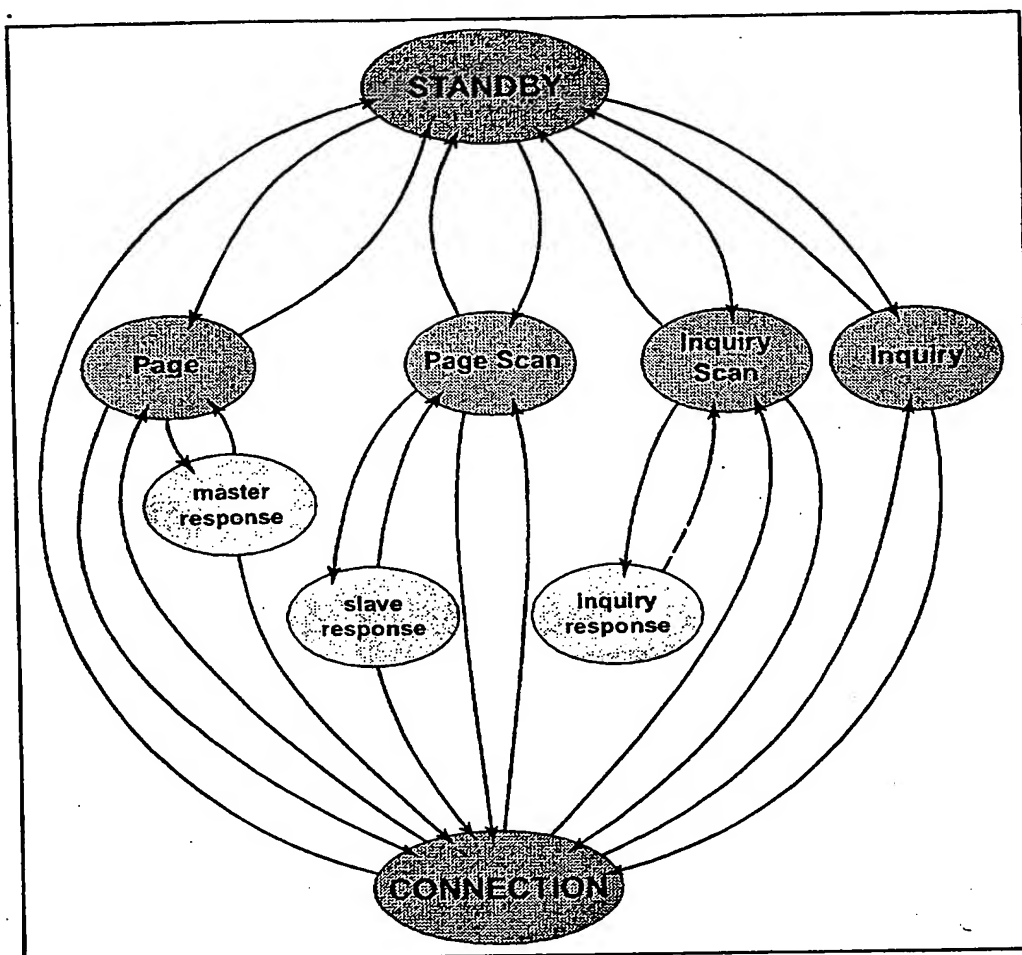 STANDBY
Page
Page Scan
Inquiry
Scan
Inquiry
master
response
slave
response
inquiry
response
CONNECTION